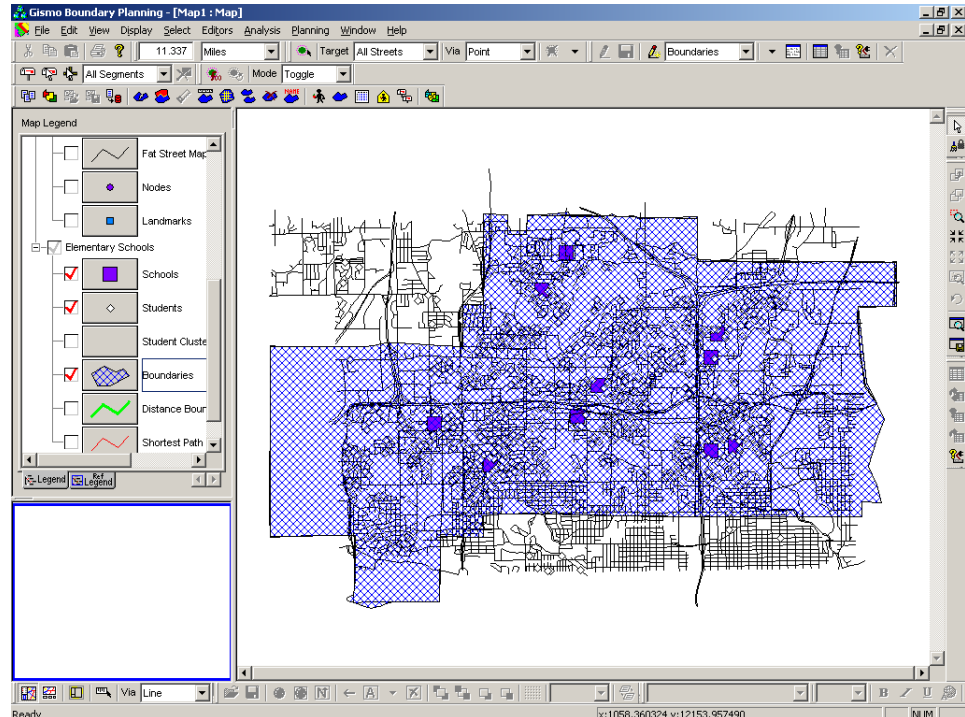 Gismo Boundary Planning - [Map1 : Map]
File Edit View Display Select Editors Analysis Planning Window Help
11.337 Miles Target All Streets Via Point Boundaries
All Segments Mode Toggle
NAME
Map Legend
Fat Street Map
Nodes
Landmarks
Elementary Schools
Schools
Students
Student Cluste
Boundaries
Distance Boun
Shortest Path
Legend Ref Legend
Via Line N A B I U
Ready x:1058.360324 y:12153.957490 NUM